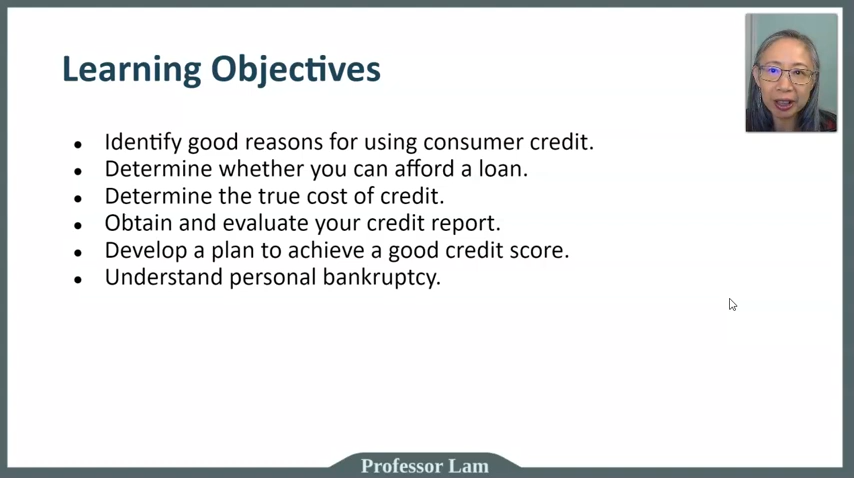 Learning Objectives
● Identify good reasons for using consumer credit.
● Determine whether you can afford a loan.
● Determine the true cost of credit.
● Obtain and evaluate your credit report.
● Develop a plan to achieve a good credit score.
● Understand personal bankruptcy.
Professor Lam